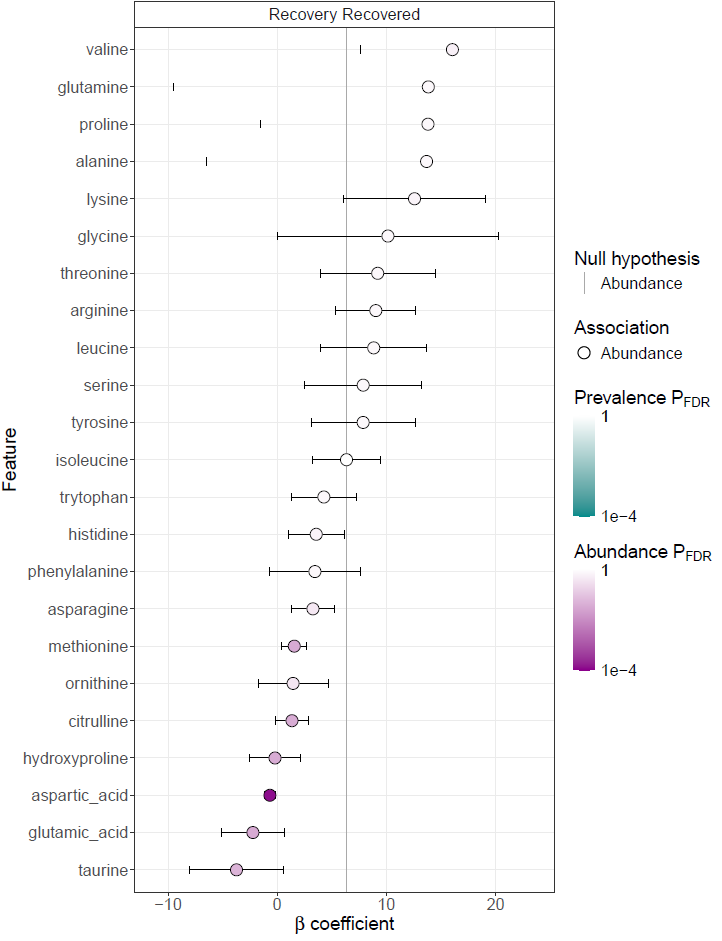 Recovery Recovered
valine
glutamine
proline
alanine
lysine
glycine
threonine
arginine
leucine
serine
tyrosine
isoleucine
trytophan
histidine
phenylalanine
asparagine
methionine
ornithine
citrulline
hydroxyproline
aspartic_acid
glutamic_acid
taurine
Feature
−10
0
10
20
β coefficient
Null hypothesis
Abundance
Association
Abundance
Prevalence PFDR
1
1e−4
Abundance PFDR
1
1e−4